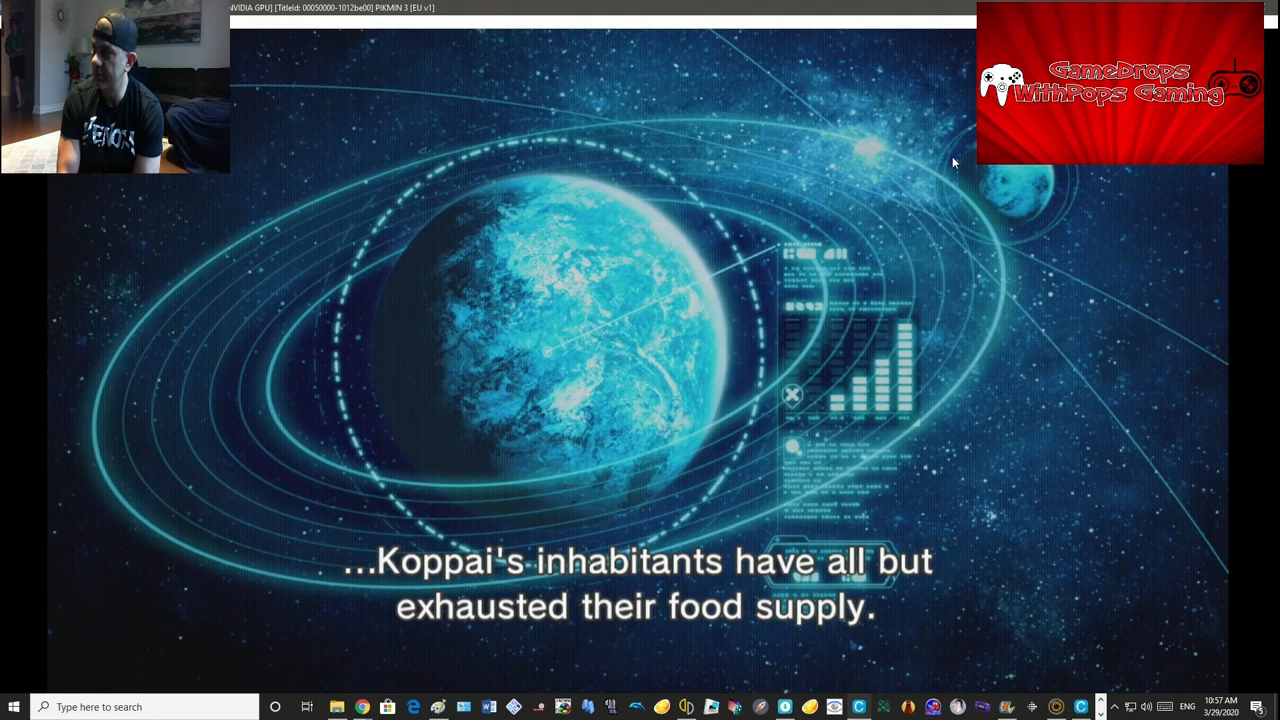 NVIDIA GPU] [TitleId: 00050000-1012be00] PIKMIN 3 [EU v1]
GameDrops
WithPops Gaming
...Koppai's inhabitants have all but
exhausted their food supply.
Type here to search
ENG
10:57 AM
3/29/2020